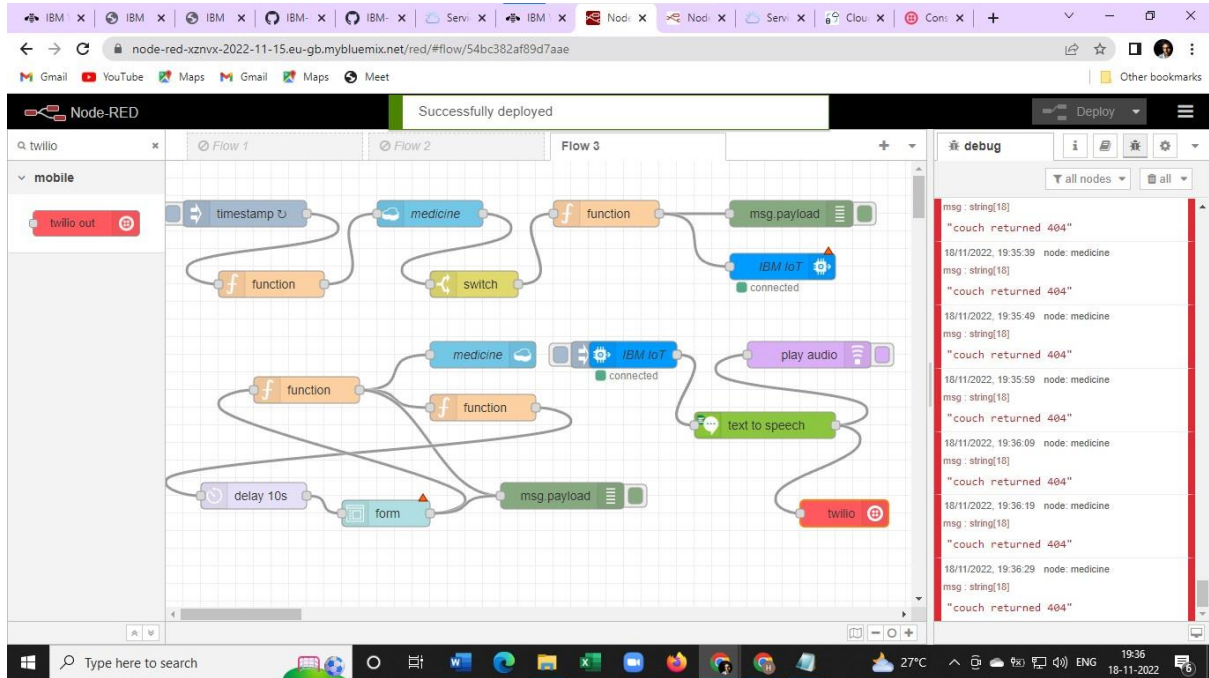 IBM V
IBM
IBM
IBM-
IBM-
Servi
IBM V
Node
Node
Servi
Clou
Cons
node-red-xznvx-2022-11-15.eu-gb.mybluemix.net/red/#flow/54bc382af89d7aae
Gmail YouTube Maps Gmail Maps Meet Other bookmarks
Node-RED Successfully deployed Deploy
twilio Flow 1 Flow 2 Flow 3 debug i
mobile
all nodes all
twilio out
timestamp ↻ medicine function msg.payload
IBM IoT
connected
function switch
medicine IBM IoT play audio
connected
function function
text to speech
delay 10s form msg.payload twilio
msg : string[18]
"couch returned 404"
18/11/2022, 19:35:39 node: medicine
msg : string[18]
"couch returned 404"
18/11/2022, 19:35:49 node: medicine
msg : string[18]
"couch returned 404"
18/11/2022, 19:35:59 node: medicine
msg : string[18]
"couch returned 404"
18/11/2022, 19:36:09 node: medicine
msg : string[18]
"couch returned 404"
18/11/2022, 19:36:19 node: medicine
msg : string[18]
"couch returned 404"
18/11/2022, 19:36:29 node: medicine
msg : string[18]
"couch returned 404"
Type here to search 27°C ENG 19:36
18-11-2022
6